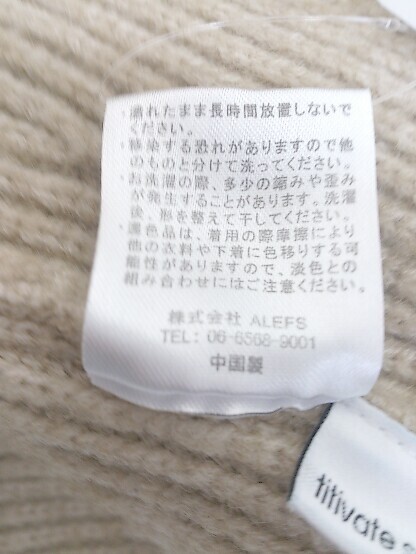 ・濡れたまま長時間放置しないで
ください。
・移染する恐れがありますので他
のものと分けて洗ってください。
・お洗濯の際、多少の縮みや歪み
が発生することがあります。洗濯
後、形を整えて干してください。
・濃色品は、着用の際摩擦により
他の衣料や下着に色移りする可
能性がありますので、淡色との
組み合わせにはご注意ください。
株式会社 ALEFS
TEL: 06-6568-9001
中国製
titivate